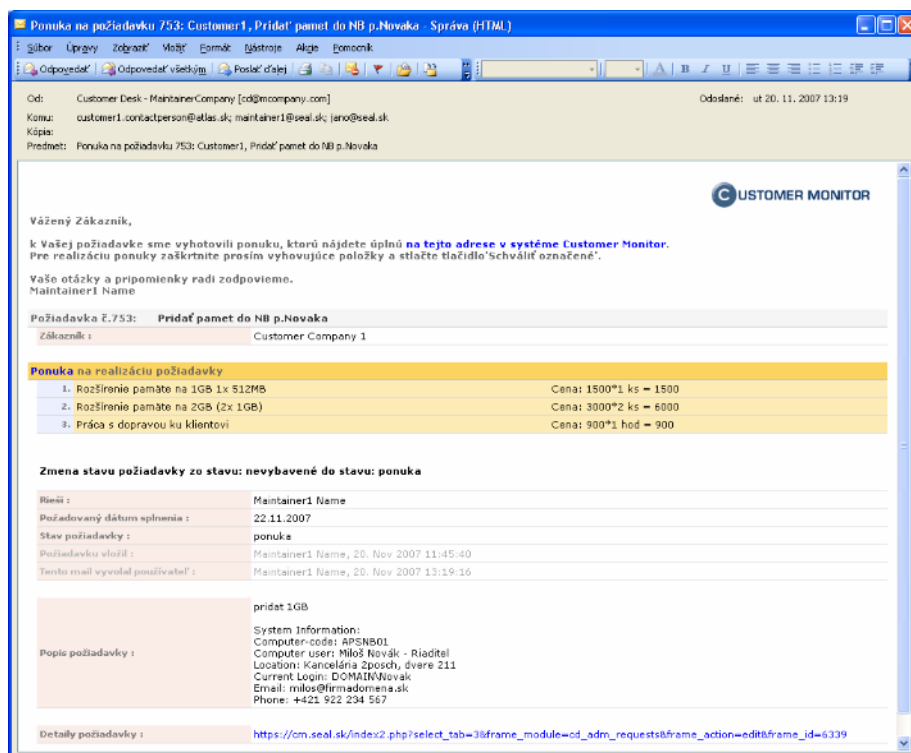 Ponuka na požiadavku 753: Customer1, Pridať pamet do NB p.Novaka - Správa (HTML)
Súbor Úpravy Zobraziť Vložiť Formát Nástroje Akcie Pomocník
Odpovedať Odpovedať všetkým Poslať ďalej A B I U
Od: Customer Desk - MaintainerCompany [cd@mcompany.com] Odoslané: ut 20. 11. 2007 13:19
Komu: customer1.contactperson@atlas.sk; maintainer1@seal.sk; jano@seal.sk
Kópia:
Predmet: Ponuka na požiadavku 753: Customer1, Pridať pamet do NB p.Novaka
CUSTOMER MONITOR
Vážený Zákazník,
k Vašej požiadavke sme vyhotovili ponuku, ktorú nájdete úplnú na tejto adrese v systéme Customer Monitor.
Pre realizáciu ponuky zaškrtnite prosím vyhovujúce položky a stlačte tlačidlo'Schváliť označené'.
Vaše otázky a pripomienky radi zodpovieme.
Maintainer1 Name
Požiadavka č.753: Pridať pamet do NB p.Novaka
Zákazník : Customer Company 1
Ponuka na realizáciu požiadavky
1. Rozšírenie pamäte na 1GB 1x 512MB Cena: 1500*1 ks = 1500
2. Rozšírenie pamäte na 2GB (2x 1GB) Cena: 3000*2 ks = 6000
3. Práca s dopravou ku klientovi Cena: 900*1 hod = 900
Zmena stavu požiadavky zo stavu: nevybavené do stavu: ponuka
Rieši : Maintainer1 Name
Požadovaný dátum splnenia : 22.11.2007
Stav požiadavky : ponuka
Požiadavku vložil : Maintainer1 Name, 20. Nov 2007 11:45:40
Tento mail vyvolal používateľ : Maintainer1 Name, 20. Nov 2007 13:19:16
pridat 1GB
System Information:
Computer-code: APSNB01
Popis požiadavky : Computer user: Miloš Novák - Riaditel
Location: Kancelária 2posch, dvere 211
Current Login: DOMAIN\Novak
Email: milos@firmadomena.sk
Phone: +421 922 234 567
Detaily požiadavky : https://cm.seal.sk/index2.php?select_tab=3&frame_module=cd_adm_requests&frame_action=edit&frame_id=6339